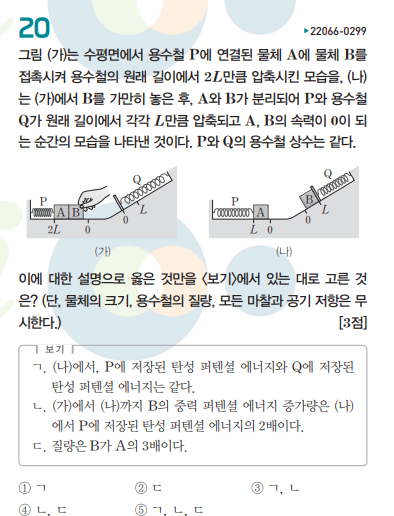 20
▶22066-0299
그림 (가)는 수평면에서 용수철 P에 연결된 물체 A에 물체 B를
접촉시켜 용수철의 원래 길이에서 2L만큼 압축시킨 모습을, (나)
는 (가)에서 B를 가만히 놓은 후, A와 B가 분리되어 P와 용수철
Q가 원래 길이에서 각각 L만큼 압축되고 A, B의 속력이 0이 되
는 순간의 모습을 나타낸 것이다. P와 Q의 용수철 상수는 같다.
P A B Q L 0 2L 0
P A B Q L 0 L 0
(가) (나)
이에 대한 설명으로 옳은 것만을 <보기>에서 있는 대로 고른 것
은? (단, 물체의 크기, 용수철의 질량, 모든 마찰과 공기 저항은 무
시한다.) [3점]
보기
ㄱ. (나)에서, P에 저장된 탄성 퍼텐셜 에너지와 Q에 저장된
탄성 퍼텐셜 에너지는 같다.
ㄴ. (가)에서 (나)까지 B의 중력 퍼텐셜 에너지 증가량은 (나)
에서 P에 저장된 탄성 퍼텐셜 에너지의 2배이다.
ㄷ. 질량은 B가 A의 3배이다.
① ㄱ ② ㄷ ③ ㄱ, ㄴ
④ ㄴ, ㄷ ⑤ ㄱ, ㄴ, ㄷ